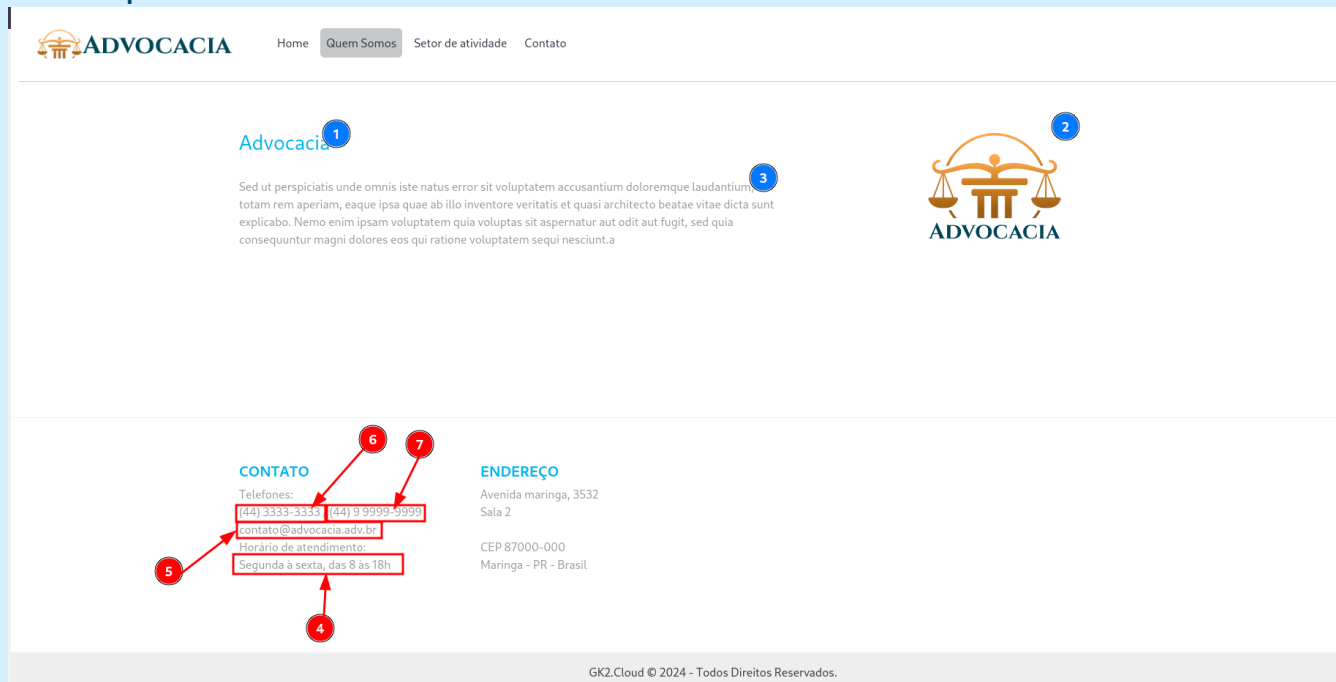 ADVOCACIA
Home Quem Somos Setor de atividade Contato
Advocacia
1
2
3
Sed ut perspiciatis unde omnis iste natus error sit voluptatem accusantium doloremque laudantium,
totam rem aperiam, eaque ipsa quae ab illo inventore veritatis et quasi architecto beatae vitae dicta sunt
explicabo. Nemo enim ipsam voluptatem quia voluptas sit aspernatur aut odit aut fugit, sed quia
consequuntur magni dolores eos qui ratione voluptatem sequi nesciunt.a
ADVOCACIA
6
7
CONTATO
Telefones:
(44) 3333-3333 (44) 9 9999-9999
contato@advocacia.adv.br
Horário de atendimento:
Segunda à sexta, das 8 às 18h
5
4
ENDEREÇO
Avenida maringa, 3532
Sala 2
CEP 87000-000
Maringa - PR - Brasil
GK2.Cloud © 2024 - Todos Direitos Reservados.